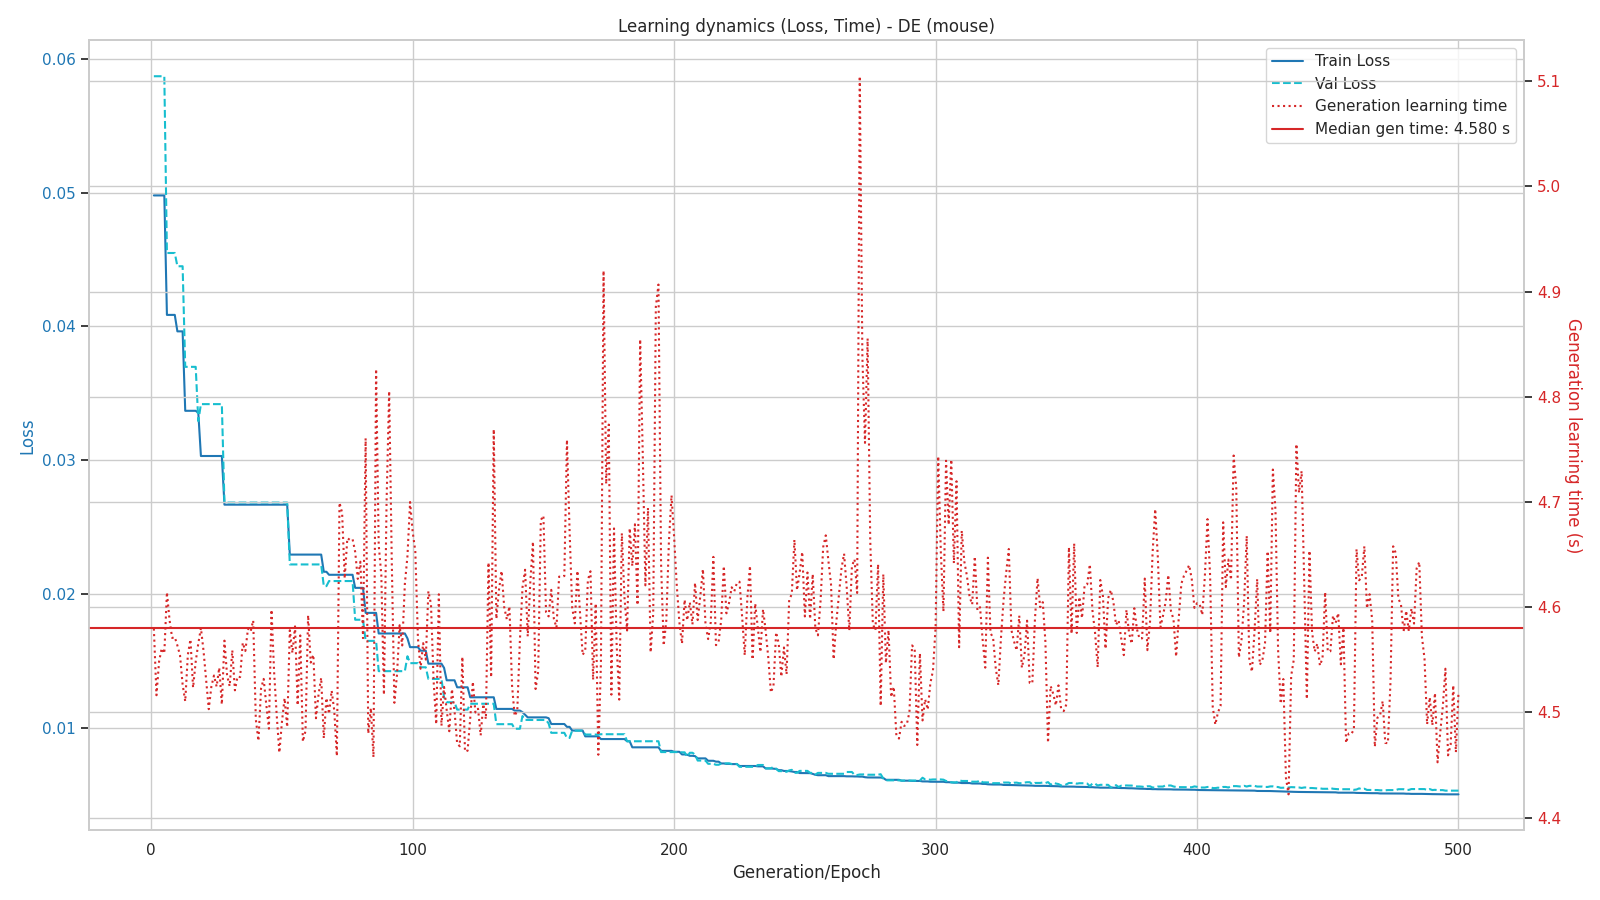 Learning dynamics (Loss, Time) - DE (mouse)
Train Loss
Val Loss
Generation learning time
Median gen time: 4.580 s
0.06
0.05
0.04
0.03
0.02
0.01
Loss
5.1
5.0
4.9
4.8
4.7
4.6
4.5
4.4
Generation learning time (s)
0 100 200 300 400 500
Generation/Epoch